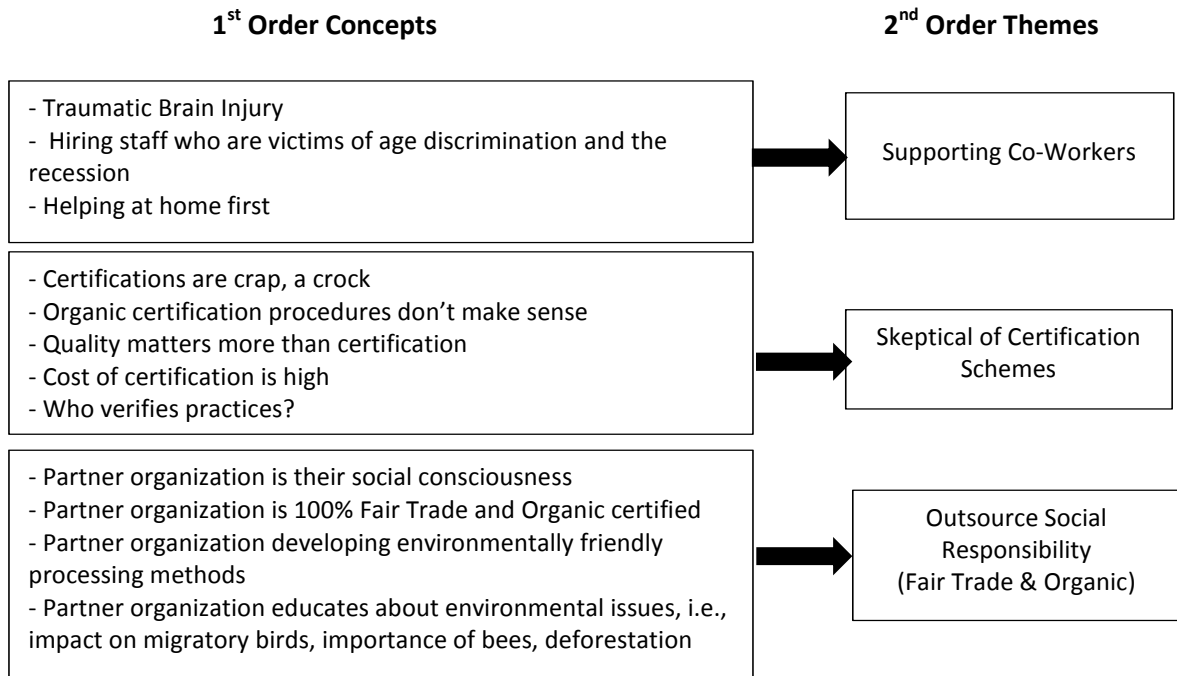 1st Order Concepts
2nd Order Themes
- Traumatic Brain Injury
-  Hiring staff who are victims of age discrimination and the
recession
- Helping at home first
Supporting Co-Workers
- Certifications are crap, a crock
- Organic certification procedures don’t make sense
- Quality matters more than certification
- Cost of certification is high
- Who verifies practices?
Skeptical of Certification
Schemes
- Partner organization is their social consciousness
- Partner organization is 100% Fair Trade and Organic certified
- Partner organization developing environmentally friendly
processing methods
- Partner organization educates about environmental issues, i.e.,
impact on migratory birds, importance of bees, deforestation
Outsource Social
Responsibility
(Fair Trade & Organic)